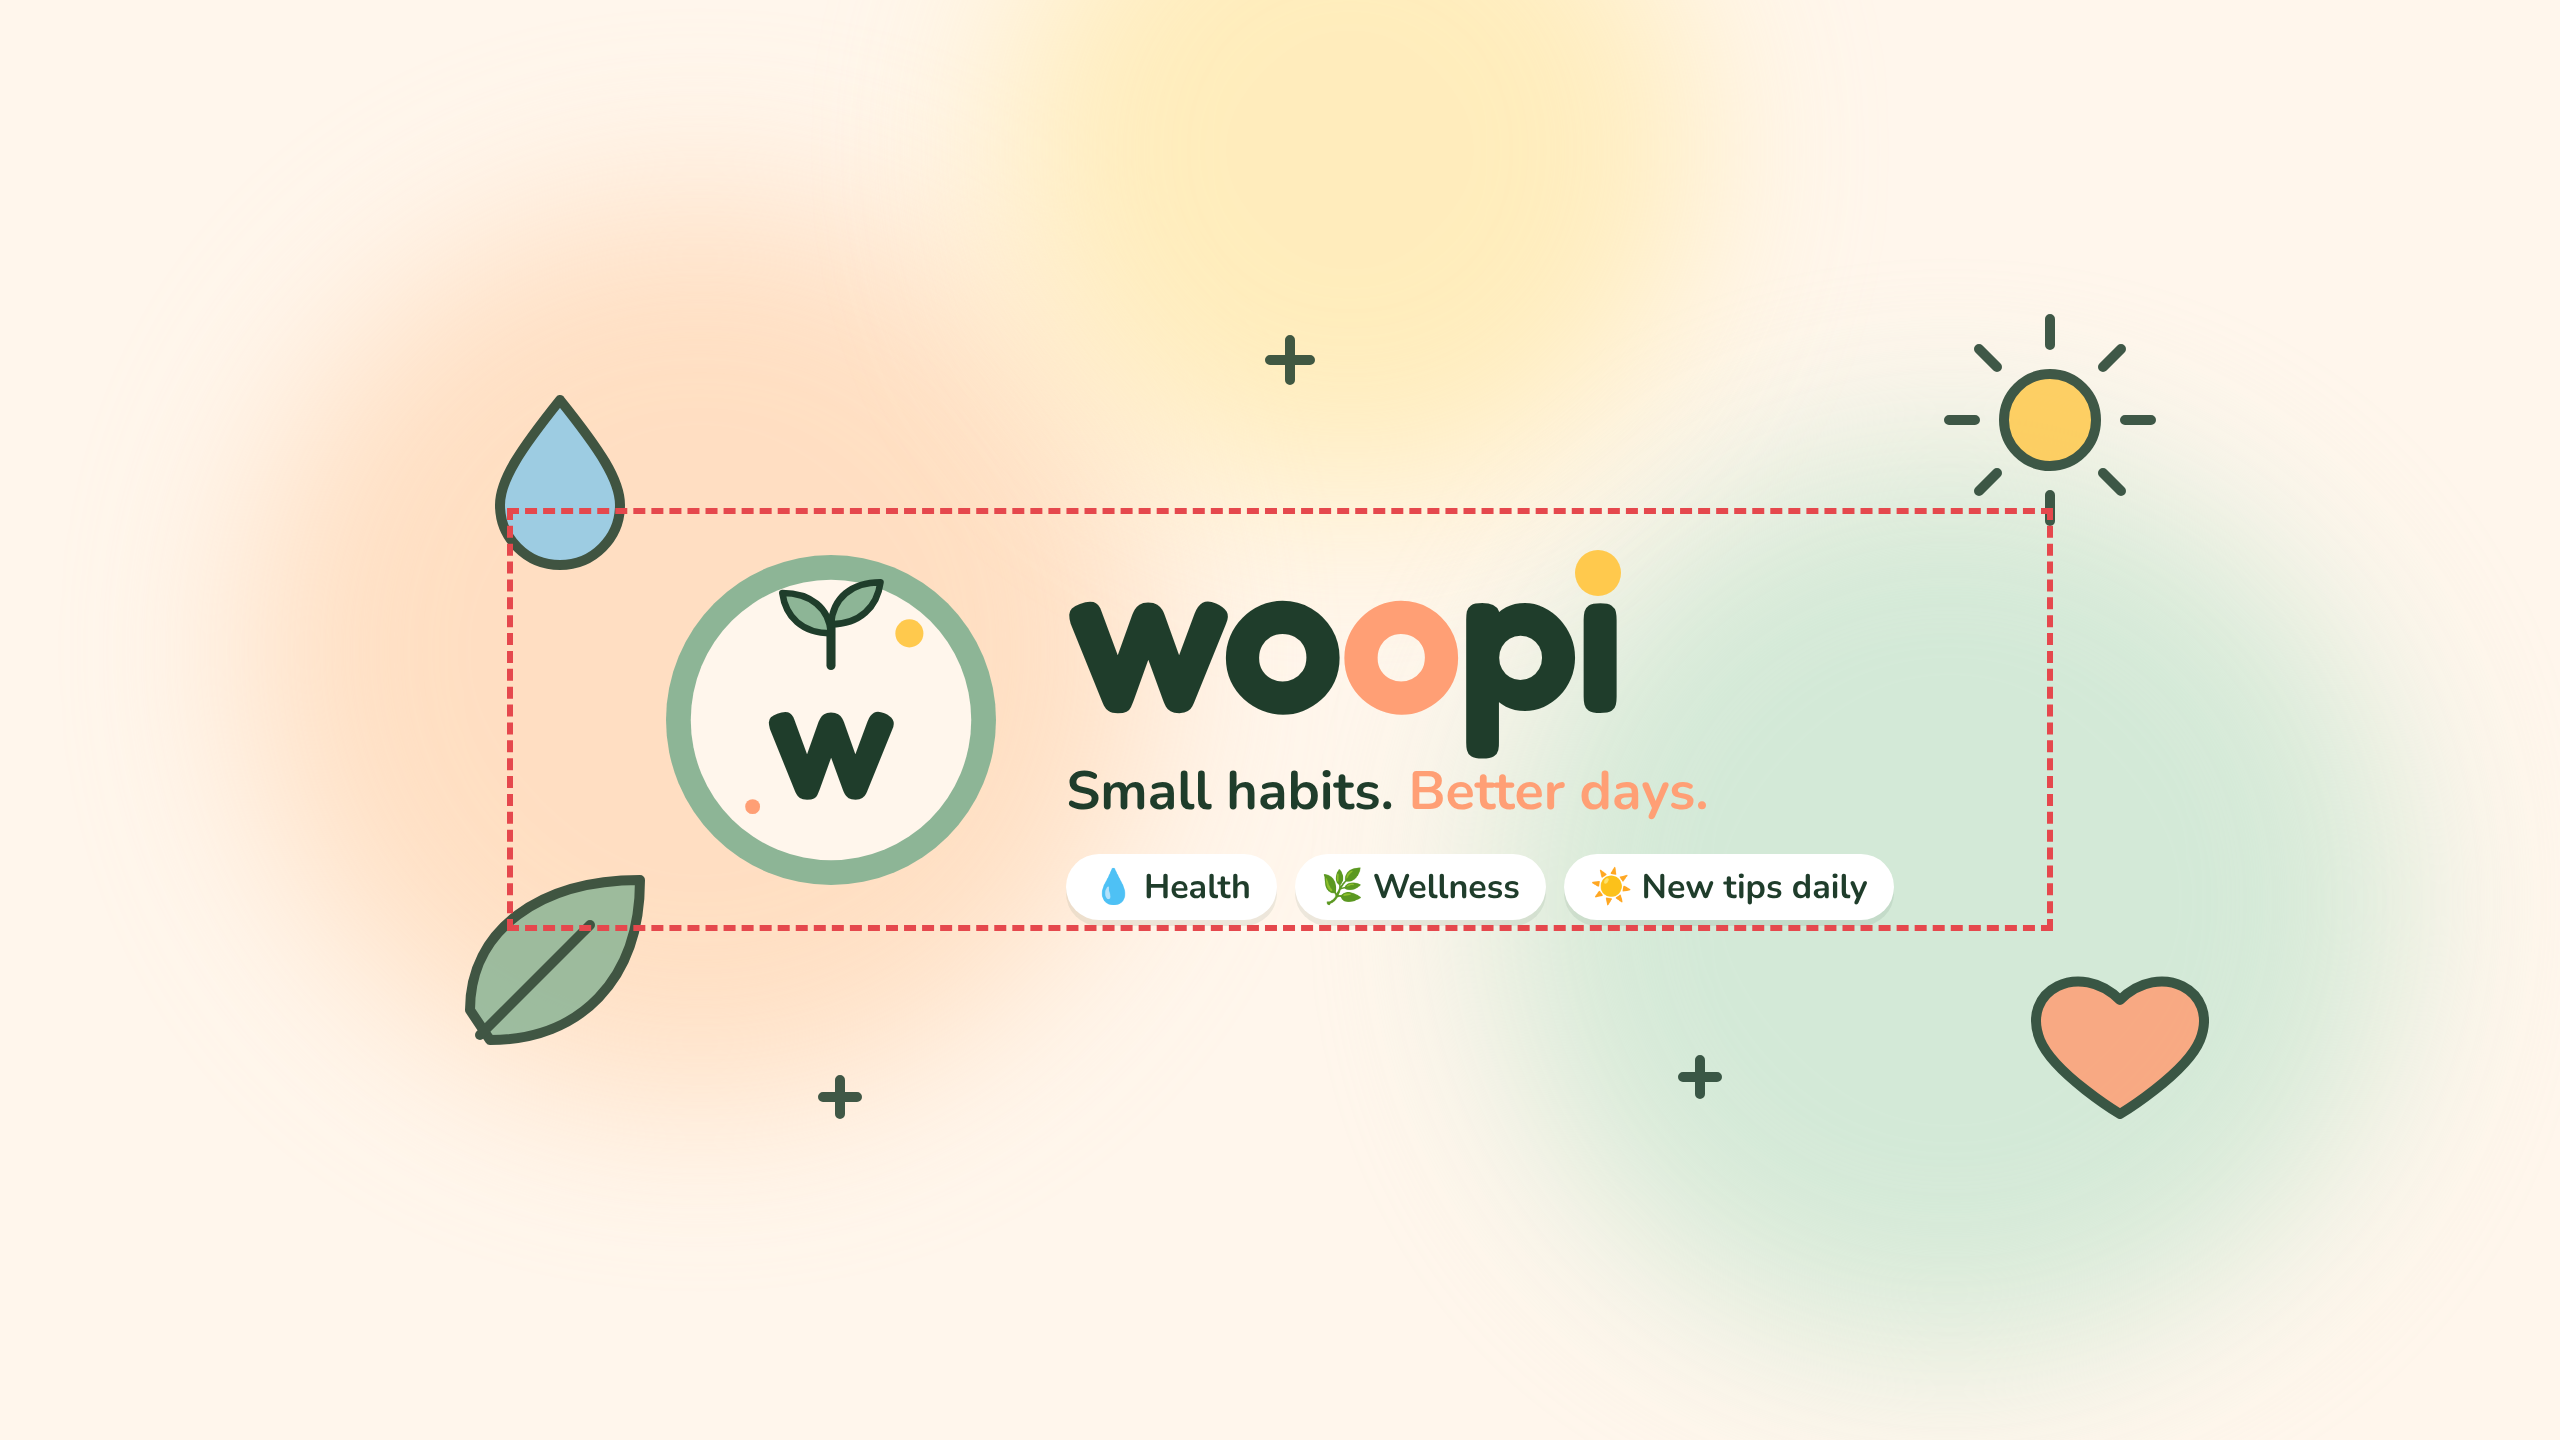 w
woopi
Small habits. Better days.
Health
Wellness
New tips daily